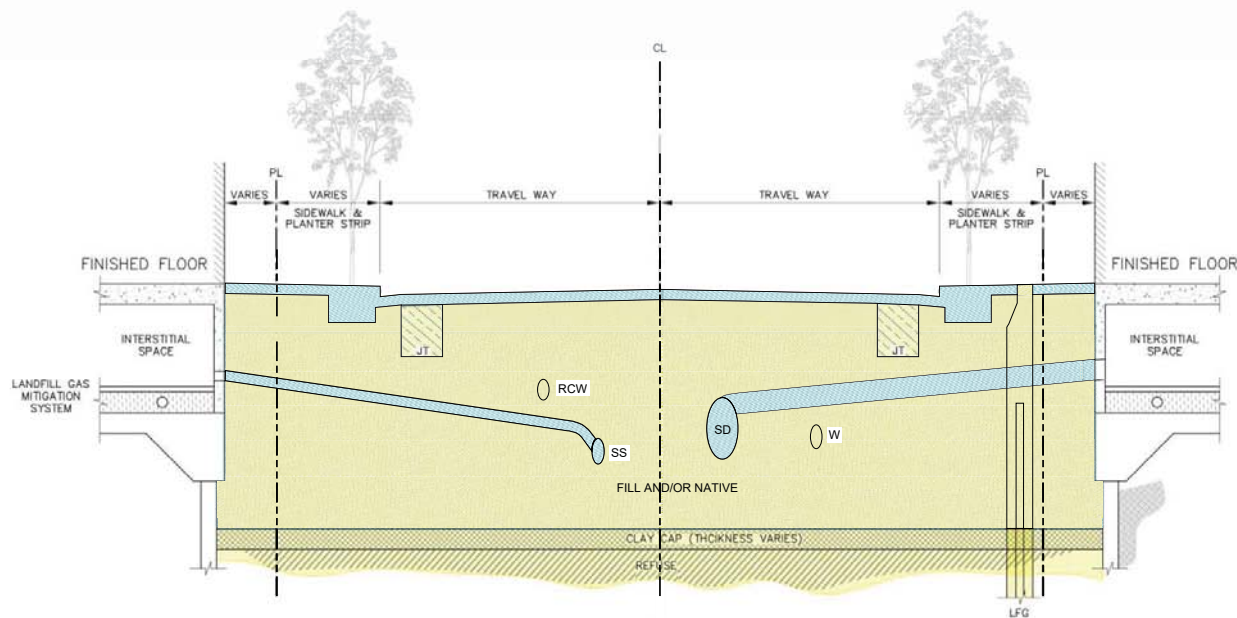 CL
PL
PL
VARIES
VARIES
TRAVEL WAY
TRAVEL WAY
VARIES
VARIES
SIDEWALK &
PLANTER STRIP
SIDEWALK &
PLANTER STRIP
FINISHED FLOOR
FINISHED FLOOR
INTERSTITIAL
SPACE
JT
JT
INTERSTITIAL
SPACE
LANDFILL GAS
MITIGATION
SYSTEM
RCW
SD
W
SS
FILL AND/OR NATIVE
CLAY CAP (THCIKNESS VARIES)
REFUSE
LFG